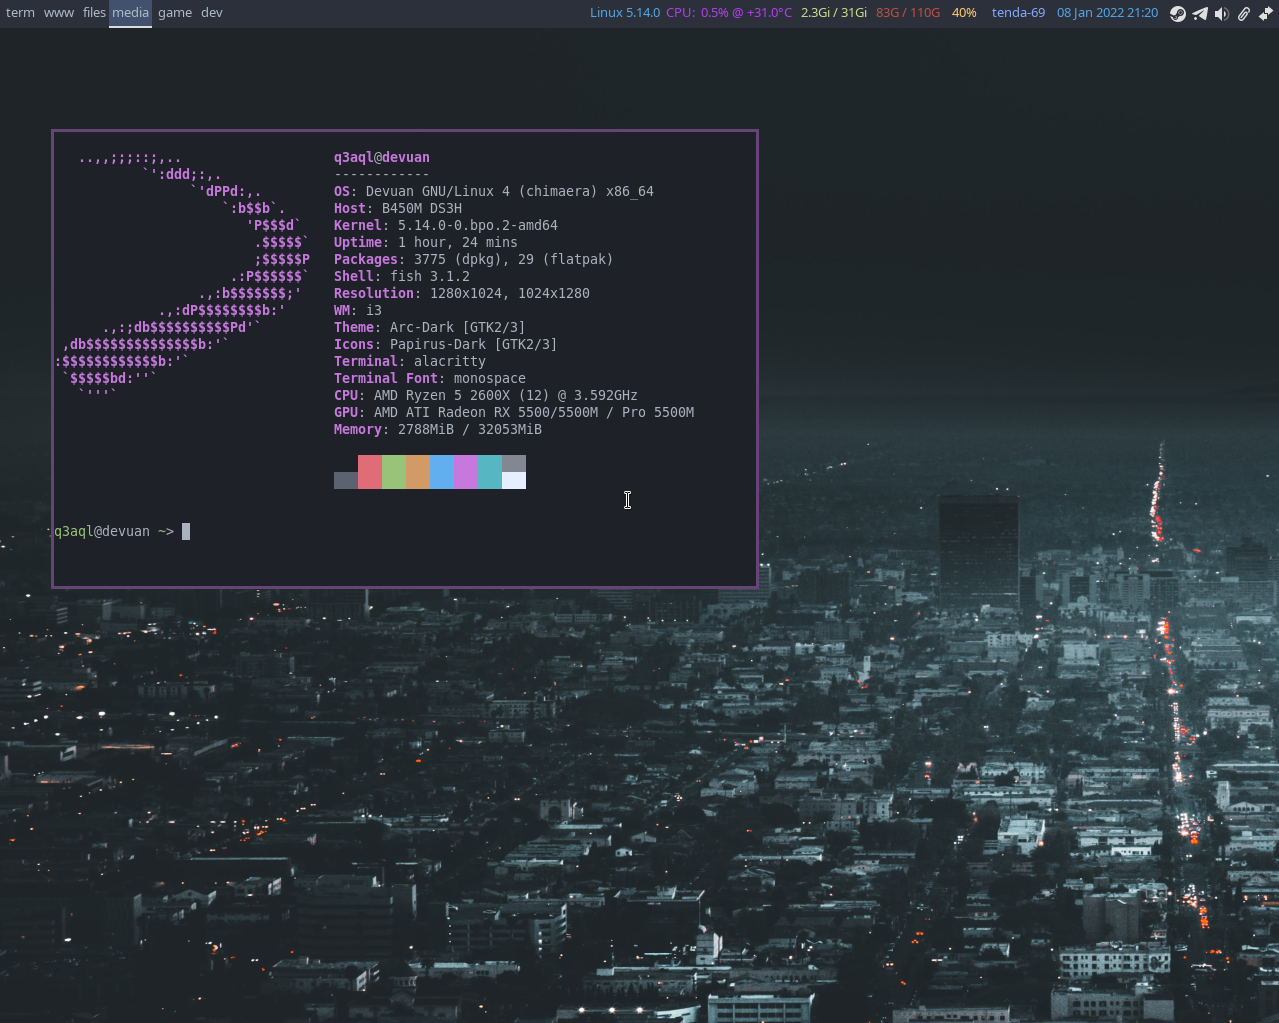 term www files media game dev Linux 5.14.0 CPU: 0.5% @ +31.0°C 2.3Gi / 31Gi 83G / 110G 40% tenda-69 08 Jan 2022 21:20
..,,;;;::;,..
`':ddd;:,.
`'dPPd:,.
`:b$$b`.
'P$$$d`
.$$$$$`
;$$$$$P
.:P$$$$$$`
.,:b$$$$$$$;'
.,:dP$$$$$$$$b:'
.,:;db$$$$$$$$$$Pd'`
,db$$$$$$$$$$$$$$b:'`
:$$$$$$$$$$$$b:'`
`$$$$$bd:''`
`'''`
q3aql@devuan
------------
OS: Devuan GNU/Linux 4 (chimaera) x86_64
Host: B450M DS3H
Kernel: 5.14.0-0.bpo.2-amd64
Uptime: 1 hour, 24 mins
Packages: 3775 (dpkg), 29 (flatpak)
Shell: fish 3.1.2
Resolution: 1280x1024, 1024x1280
WM: i3
Theme: Arc-Dark [GTK2/3]
Icons: Papirus-Dark [GTK2/3]
Terminal: alacritty
Terminal Font: monospace
CPU: AMD Ryzen 5 2600X (12) @ 3.592GHz
GPU: AMD ATI Radeon RX 5500/5500M / Pro 5500M
Memory: 2788MiB / 32053MiB
q3aql@devuan ~>